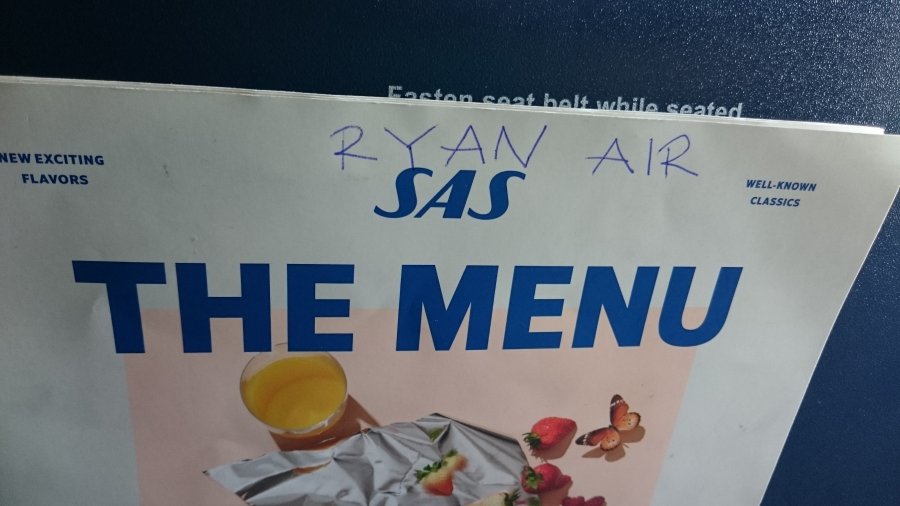 Fasten seat belt while seated
RYAN AIR
NEW EXCITING
FLAVORS
SAS
WELL-KNOWN
CLASSICS
THE MENU